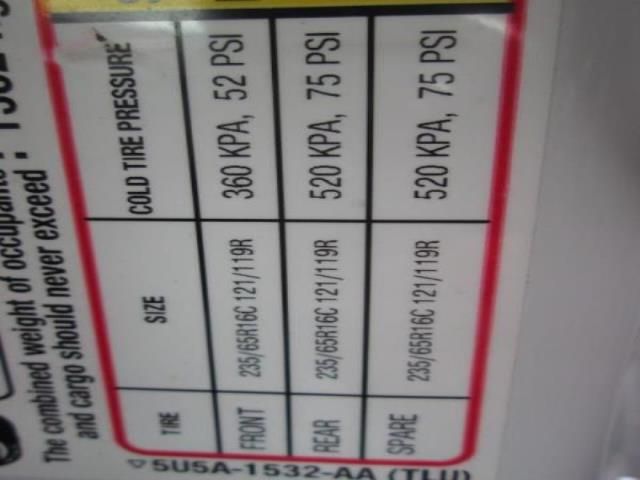 The combined weight of occupants
and cargo should never exceed :
TIRE SIZE COLD TIRE PRESSURE
FRONT 235/65R16C 121/119R 360 KPA, 52 PSI
REAR 235/65R16C 121/119R 520 KPA, 75 PSI
SPARE 235/65R16C 121/119R 520 KPA, 75 PSI
5U5A-1532-AA